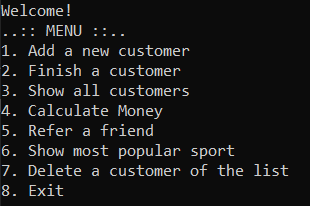 Welcome!
..:: MENU ::..
1. Add a new customer
2. Finish a customer
3. Show all customers
4. Calculate Money
5. Refer a friend
6. Show most popular sport
7. Delete a customer of the list
8. Exit